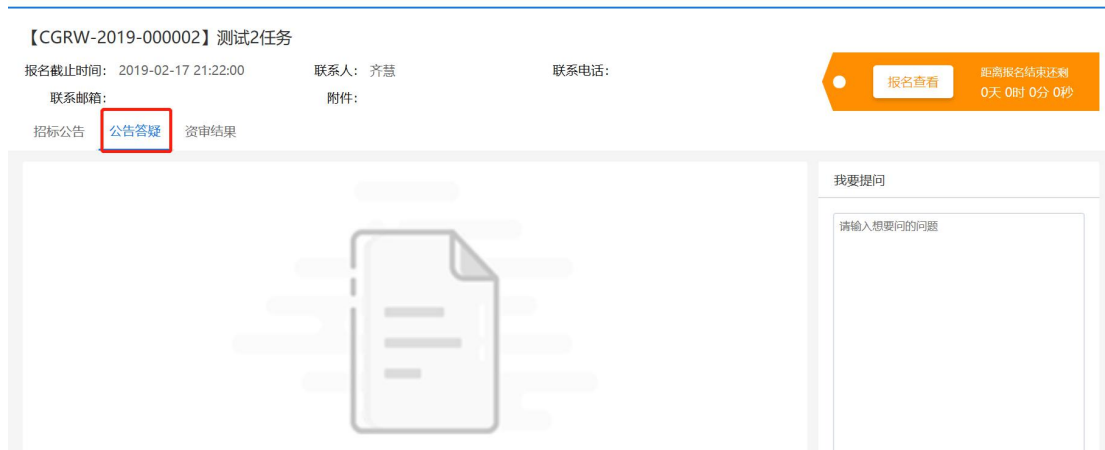 【CGRW-2019-000002】测试2任务
报名截止时间： 2019-02-17 21:22:00 联系人： 齐慧 联系电话：
联系邮箱： 附件：
报名查看
距离报名结束还剩
0天 0时 0分 0秒
招标公告 公告答疑 资审结果
我要提问
请输入想要问的问题